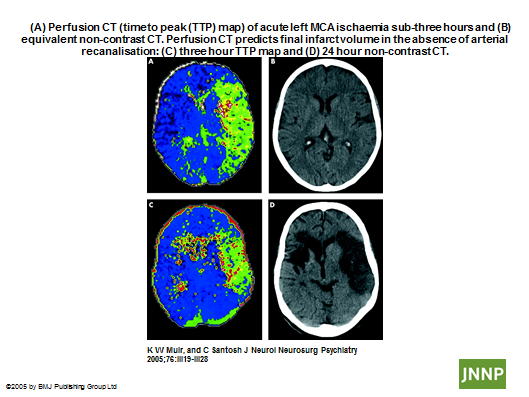 (A) Perfusion CT (time to peak (TTP) map) of acute left MCA ischaemia sub-three hours and (B)
equivalent non-contrast CT. Perfusion CT predicts final infarct volume in the absence of arterial
recanalisation: (C) three hour TTP map and (D) 24 hour non-contrast CT.
A
B
C
D
K W Muir, and C Santosh J Neurol Neurosurg Psychiatry
2005;76:iii19-iii28
©2005 by BMJ Publishing Group Ltd
JNNP